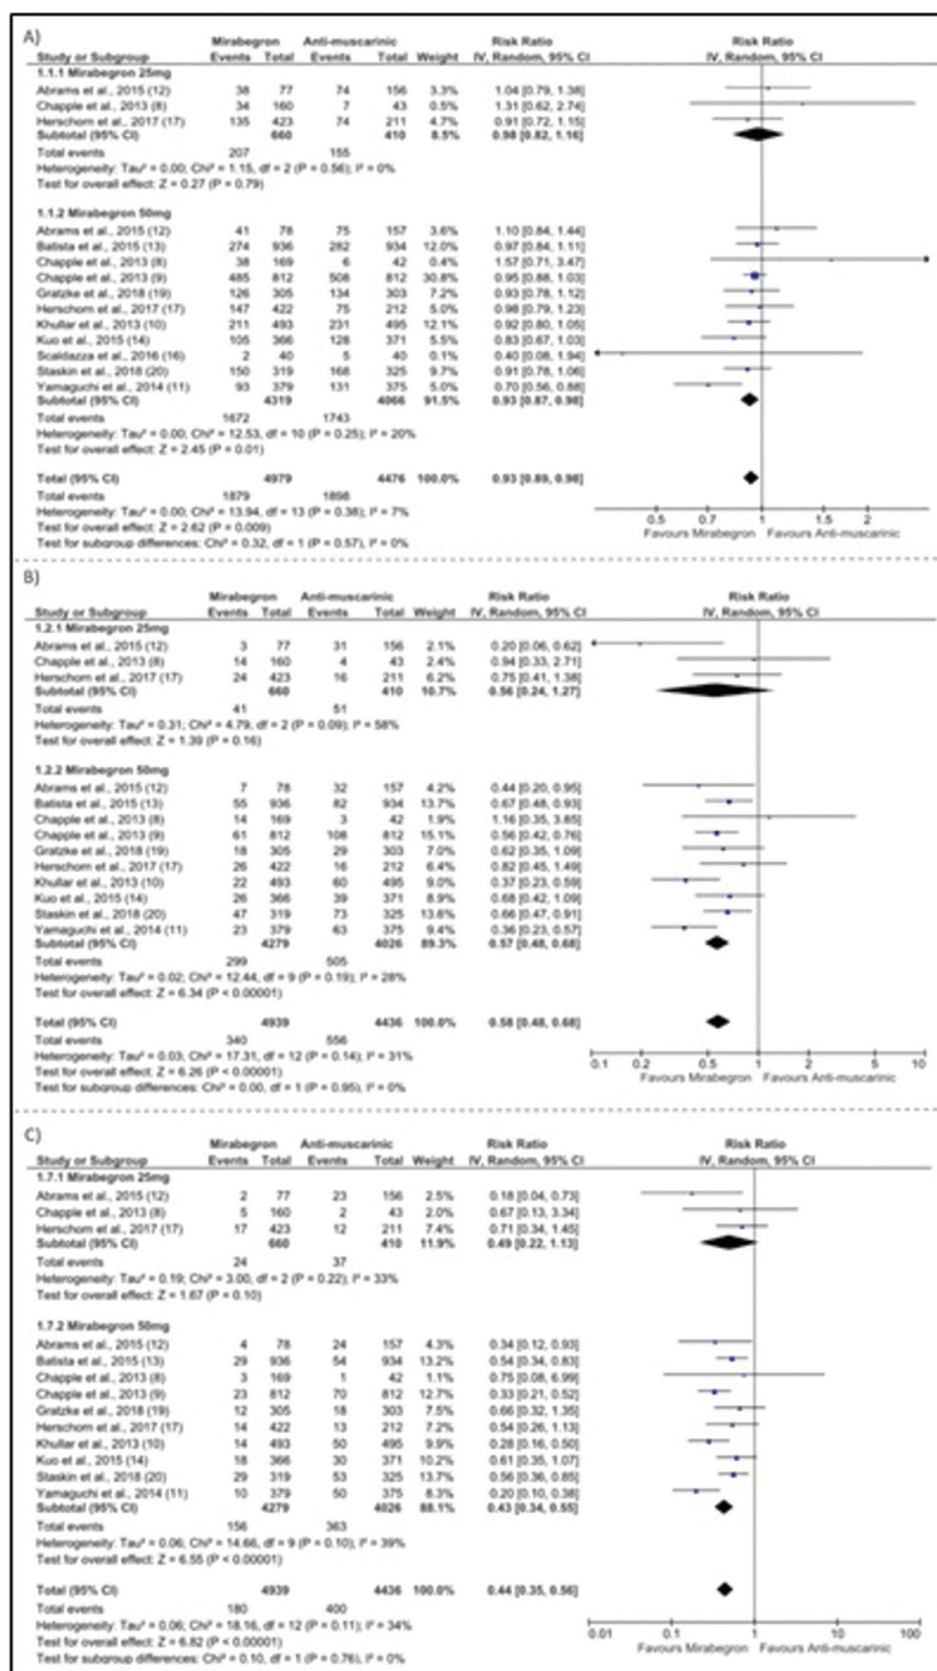 A)
Mirabegron Anti-muscarinic Risk Ratio Risk Ratio
Study or Subgroup Events Total Events Total Weight IV, Random, 95% CI IV, Random, 95% CI
1.1.1 Mirabegron 25mg
Abrams et al., 2015 (12) 38 77 74 156 3.3% 1.04 [0.79, 1.38]
Chapple et al., 2013 (8) 34 160 7 43 0.5% 1.31 [0.62, 2.74]
Herschorn et al., 2017 (17) 135 423 74 211 4.7% 0.91 [0.72, 1.15]
Subtotal (95% CI) 660 410 8.5% 0.98 [0.82, 1.16]
Total events 207 155
Heterogeneity: Tau² = 0.00; Chi² = 1.15, df = 2 (P = 0.56); I² = 0%
Test for overall effect: Z = 0.27 (P = 0.79)
1.1.2 Mirabegron 50mg
Abrams et al., 2015 (12) 41 78 75 157 3.6% 1.10 [0.84, 1.44]
Batista et al., 2015 (13) 274 936 282 934 12.0% 0.97 [0.84, 1.11]
Chapple et al., 2013 (8) 38 169 6 42 0.4% 1.57 [0.71, 3.47]
Chapple et al., 2013 (9) 485 812 508 812 30.8% 0.95 [0.88, 1.03]
Gratzke et al., 2018 (19) 126 305 134 303 7.2% 0.93 [0.78, 1.12]
Herschorn et al., 2017 (17) 147 422 75 212 5.0% 0.98 [0.79, 1.23]
Khullar et al., 2013 (10) 211 493 231 495 12.1% 0.92 [0.80, 1.05]
Kuo et al., 2015 (14) 105 366 128 371 5.5% 0.83 [0.67, 1.03]
Scaldazza et al., 2016 (16) 2 40 5 40 0.1% 0.40 [0.08, 1.94]
Staskin et al., 2018 (20) 150 319 168 325 9.7% 0.91 [0.78, 1.06]
Yamaguchi et al., 2014 (11) 93 379 131 375 5.0% 0.70 [0.56, 0.88]
Subtotal (95% CI) 4319 4066 91.5% 0.93 [0.87, 0.98]
Total events 1672 1743
Heterogeneity: Tau² = 0.00; Chi² = 12.53, df = 10 (P = 0.25); I² = 20%
Test for overall effect: Z = 2.45 (P = 0.01)
Total (95% CI) 4979 4476 100.0% 0.93 [0.89, 0.98]
Total events 1879 1898
Heterogeneity: Tau² = 0.00; Chi² = 13.94, df = 13 (P = 0.38); I² = 7%
Test for overall effect: Z = 2.62 (P = 0.009)
Test for subgroup differences: Chi² = 0.32, df = 1 (P = 0.57), I² = 0%
0.5 0.7 1 1.5 2
Favours Mirabegron Favours Anti-muscarinic
B)
Mirabegron Anti-muscarinic Risk Ratio Risk Ratio
Study or Subgroup Events Total Events Total Weight IV, Random, 95% CI IV, Random, 95% CI
1.2.1 Mirabegron 25mg
Abrams et al., 2015 (12) 3 77 31 156 2.1% 0.20 [0.06, 0.62]
Chapple et al., 2013 (8) 14 160 4 43 2.4% 0.94 [0.33, 2.71]
Herschorn et al., 2017 (17) 24 423 16 211 6.2% 0.75 [0.41, 1.38]
Subtotal (95% CI) 660 410 10.7% 0.56 [0.24, 1.27]
Total events 41 51
Heterogeneity: Tau² = 0.31; Chi² = 4.79, df = 2 (P = 0.09); I² = 58%
Test for overall effect: Z = 1.39 (P = 0.16)
1.2.2 Mirabegron 50mg
Abrams et al., 2015 (12) 7 78 32 157 4.2% 0.44 [0.20, 0.95]
Batista et al., 2015 (13) 55 936 82 934 13.7% 0.67 [0.48, 0.93]
Chapple et al., 2013 (8) 14 169 3 42 1.9% 1.16 [0.35, 3.85]
Chapple et al., 2013 (9) 61 812 108 812 15.1% 0.56 [0.42, 0.76]
Gratzke et al., 2018 (19) 18 305 29 303 7.0% 0.62 [0.35, 1.09]
Herschorn et al., 2017 (17) 26 422 16 212 6.4% 0.82 [0.45, 1.49]
Khullar et al., 2013 (10) 22 493 60 495 9.0% 0.37 [0.23, 0.59]
Kuo et al., 2015 (14) 26 366 39 371 8.9% 0.68 [0.42, 1.09]
Staskin et al., 2018 (20) 47 319 73 325 13.6% 0.66 [0.47, 0.91]
Yamaguchi et al., 2014 (11) 23 379 63 375 9.4% 0.36 [0.23, 0.57]
Subtotal (95% CI) 4279 4026 89.3% 0.57 [0.48, 0.68]
Total events 299 505
Heterogeneity: Tau² = 0.02; Chi² = 12.44, df = 9 (P = 0.19); I² = 28%
Test for overall effect: Z = 6.34 (P < 0.00001)
Total (95% CI) 4939 4436 100.0% 0.58 [0.48, 0.68]
Total events 340 556
Heterogeneity: Tau² = 0.03; Chi² = 17.31, df = 12 (P = 0.14); I² = 31%
Test for overall effect: Z = 6.26 (P < 0.00001)
Test for subgroup differences: Chi² = 0.00, df = 1 (P = 0.95), I² = 0%
0.1 0.2 0.5 1 2 5 10
Favours Mirabegron Favours Anti-muscarinic
C)
Mirabegron Anti-muscarinic Risk Ratio Risk Ratio
Study or Subgroup Events Total Events Total Weight IV, Random, 95% CI IV, Random, 95% CI
1.7.1 Mirabegron 25mg
Abrams et al., 2015 (12) 2 77 23 156 2.5% 0.18 [0.04, 0.73]
Chapple et al., 2013 (8) 5 160 2 43 2.0% 0.67 [0.13, 3.34]
Herschorn et al., 2017 (17) 17 423 12 211 7.4% 0.71 [0.34, 1.45]
Subtotal (95% CI) 660 410 11.9% 0.49 [0.22, 1.13]
Total events 24 37
Heterogeneity: Tau² = 0.19; Chi² = 3.00, df = 2 (P = 0.22); I² = 33%
Test for overall effect: Z = 1.67 (P = 0.10)
1.7.2 Mirabegron 50mg
Abrams et al., 2015 (12) 4 78 24 157 4.3% 0.34 [0.12, 0.93]
Batista et al., 2015 (13) 29 936 54 934 13.2% 0.54 [0.34, 0.83]
Chapple et al., 2013 (8) 3 169 1 42 1.1% 0.75 [0.08, 6.99]
Chapple et al., 2013 (9) 23 812 70 812 12.7% 0.33 [0.21, 0.52]
Gratzke et al., 2018 (19) 12 305 18 303 7.5% 0.66 [0.32, 1.35]
Herschorn et al., 2017 (17) 14 422 13 212 7.2% 0.54 [0.26, 1.13]
Khullar et al., 2013 (10) 14 493 50 495 9.9% 0.28 [0.16, 0.50]
Kuo et al., 2015 (14) 18 366 30 371 10.2% 0.61 [0.35, 1.07]
Staskin et al., 2018 (20) 29 319 53 325 13.7% 0.56 [0.36, 0.85]
Yamaguchi et al., 2014 (11) 10 379 50 375 8.3% 0.20 [0.10, 0.38]
Subtotal (95% CI) 4279 4026 88.1% 0.43 [0.34, 0.55]
Total events 156 363
Heterogeneity: Tau² = 0.06; Chi² = 14.66, df = 9 (P = 0.10); I² = 39%
Test for overall effect: Z = 6.55 (P < 0.00001)
Total (95% CI) 4939 4436 100.0% 0.44 [0.35, 0.56]
Total events 180 400
Heterogeneity: Tau² = 0.06; Chi² = 18.16, df = 12 (P = 0.11); I² = 34%
Test for overall effect: Z = 6.82 (P < 0.00001)
Test for subgroup differences: Chi² = 0.10, df = 1 (P = 0.76), I² = 0%
0.01 0.1 1 10 100
Favours Mirabegron Favours Anti-muscarinic